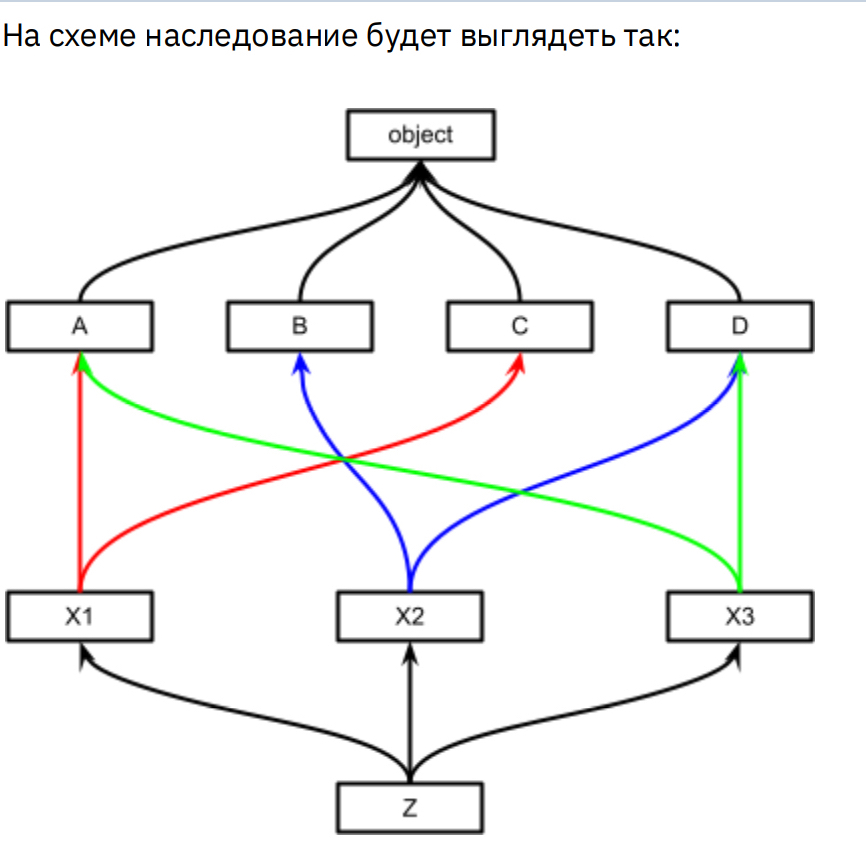 На схеме наследование будет выглядеть так:
object
A B C D
X1 X2 X3
Z